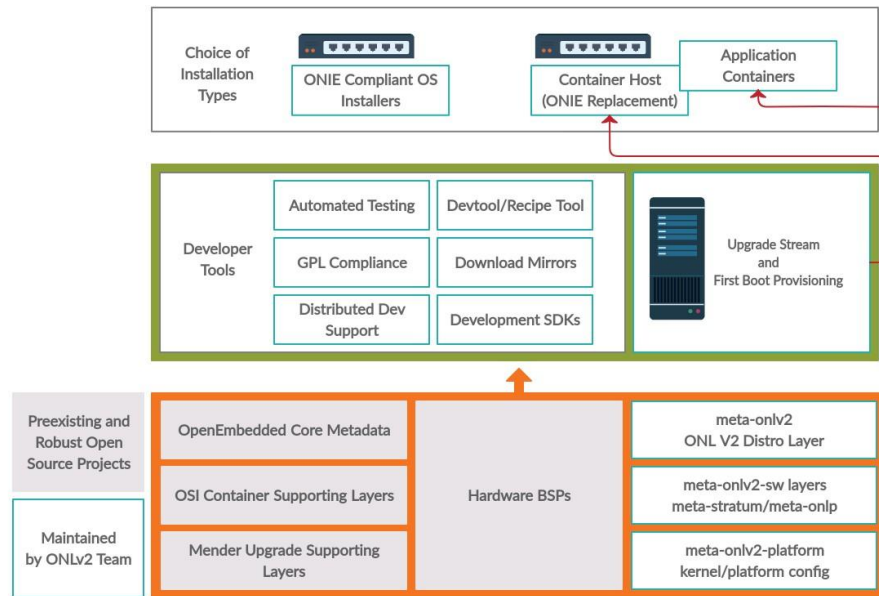 Choice of
Installation
Types
ONIE Compliant OS
Installers
Container Host
(ONIE Replacement)
Application
Containers
Developer
Tools
Automated Testing
Devtool/Recipe Tool
GPL Compliance
Download Mirrors
Distributed Dev
Support
Development SDKs
Upgrade Stream
and
First Boot Provisioning
Preexisting and
Robust Open
Source Projects
Maintained
by ONLv2 Team
OpenEmbedded Core Metadata
OSI Container Supporting Layers
Mender Upgrade Supporting
Layers
Hardware BSPs
meta-onlv2
ONL V2 Distro Layer
meta-onlv2-sw layers
meta-stratum/meta-onlp
meta-onlv2-platform
kernel/platform config